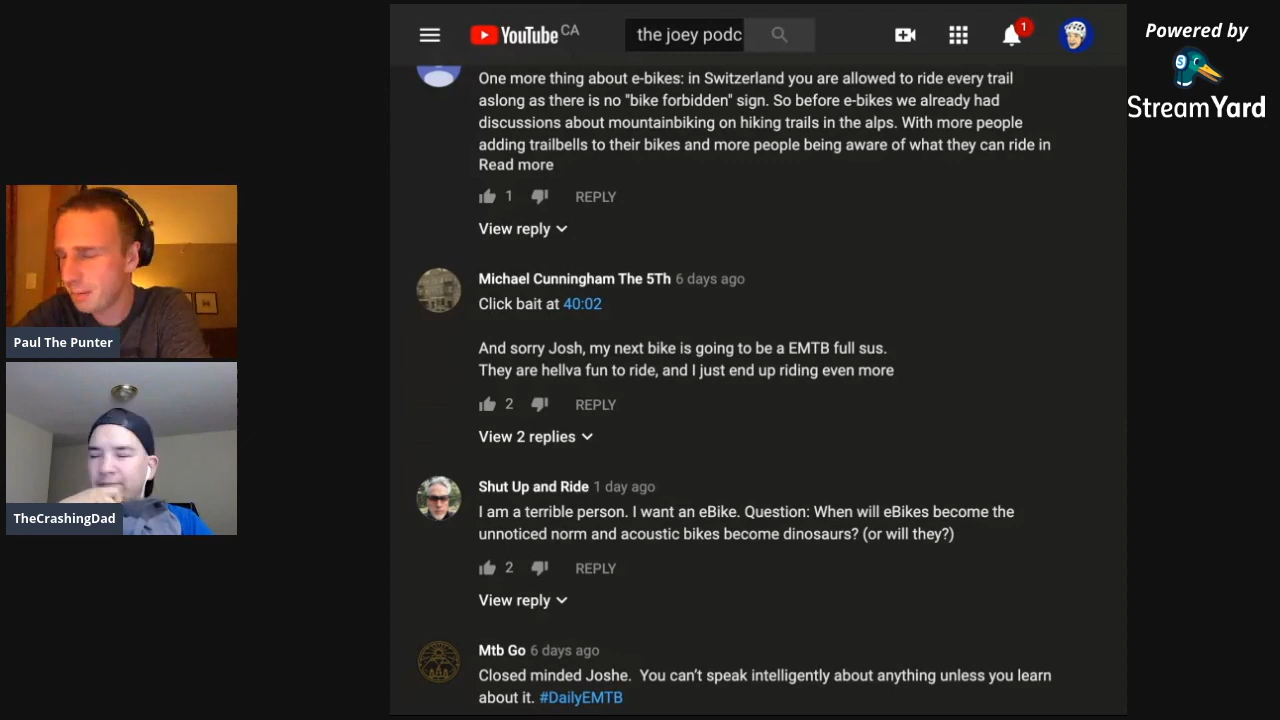 YouTube CA
the joey podc
1
Powered by
StreamYard
One more thing about e-bikes: in Switzerland you are allowed to ride every trail
aslong as there is no "bike forbidden" sign. So before e-bikes we already had
discussions about mountainbiking on hiking trails in the alps. With more people
adding trailbells to their bikes and more people being aware of what they can ride in
Read more
1 REPLY
View reply
Michael Cunningham The 5Th 6 days ago
Click bait at 40:02
And sorry Josh, my next bike is going to be a EMTB full sus.
They are hellva fun to ride, and I just end up riding even more
2 REPLY
View 2 replies
Shut Up and Ride 1 day ago
I am a terrible person. I want an eBike. Question: When will eBikes become the
unnoticed norm and acoustic bikes become dinosaurs? (or will they?)
2 REPLY
View reply
Mtb Go 6 days ago
Closed minded Joshe. You can't speak intelligently about anything unless you learn
about it. #DailyEMTB
Paul The Punter
TheCrashingDad